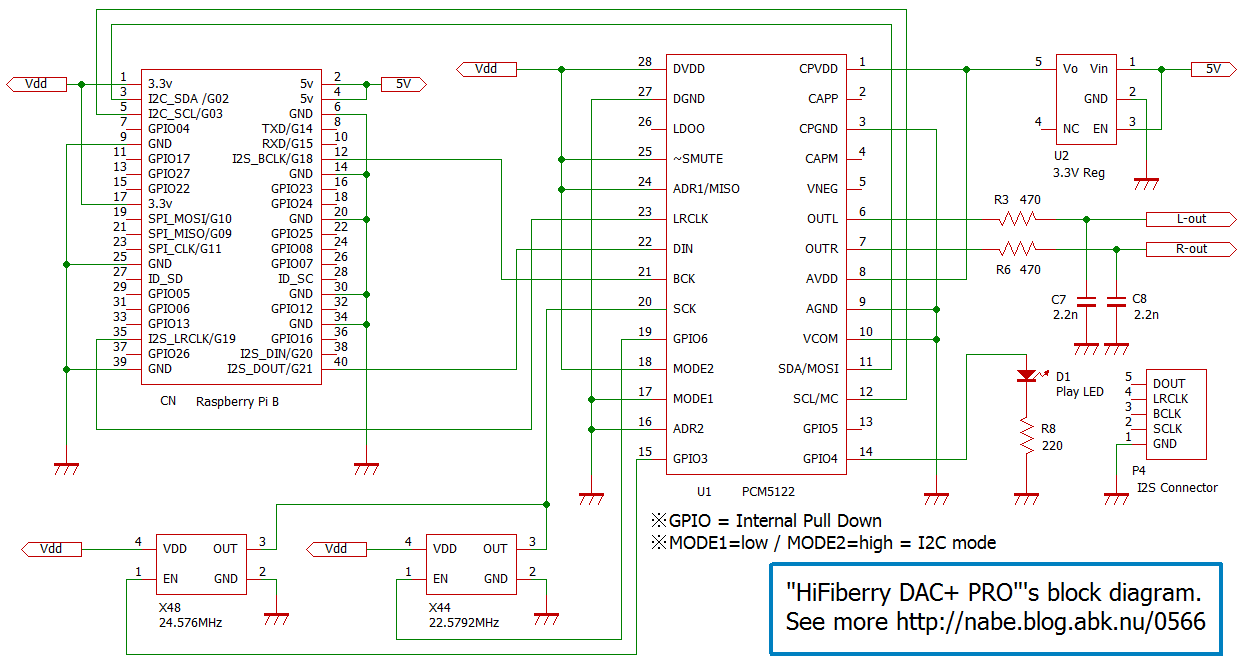 Vdd
1 3.3v 5v 2 5V
3 I2C_SDA /G02 5v 4
5 I2C_SCL/G03 GND 6
7 GPIO04 TXD/G14 8
9 GND RXD/G15 10
11 GPIO17 I2S_BCLK/G18 12
13 GPIO27 GND 14
15 GPIO22 GPIO23 16
17 3.3v GPIO24 18
19 SPI_MOSI/G10 GND 20
21 SPI_MISO/G09 GPIO25 22
23 SPI_CLK/G11 GPIO08 24
25 GND GPIO07 26
27 ID_SD ID_SC 28
29 GPIO05 GND 30
31 GPIO06 GPIO12 32
33 GPIO13 GND 34
35 I2S_LRCLK/G19 GPIO16 36
37 GPIO26 I2S_DIN/G20 38
39 GND I2S_DOUT/G21 40
CN Raspberry Pi B
Vdd
28 DVDD CPVDD 1
27 DGND CAPP 2
26 LDOO CPGND 3
25 ~SMUTE CAPM 4
24 ADR1/MISO VNEG 5
23 LRCLK OUTL 6
22 DIN OUTR 7
21 BCK AVDD 8
20 SCK AGND 9
19 GPIO6 VCOM 10
18 MODE2 SDA/MOSI 11
17 MODE1 SCL/MC 12
16 ADR2 GPIO5 13
15 GPIO3 GPIO4 14
U1 PCM5122
5 Vo Vin 1 5V
GND 2
4 NC EN 3
U2
3.3V Reg
R3 470
L-out
R-out
R6 470
C7
2.2n
C8
2.2n
D1
Play LED
R8
220
5 DOUT
4 LRCLK
3 BCLK
2 SCLK
1 GND
P4
I2S Connector
Vdd 4 VDD OUT 3
1 EN GND 2
X48
24.576MHz
Vdd 4 VDD OUT 3
1 EN GND 2
X44
22.5792MHz
※GPIO = Internal Pull Down
※MODE1=low / MODE2=high = I2C mode
"HiFiberry DAC+ PRO"'s block diagram.
See more http://nabe.blog.abk.nu/0566